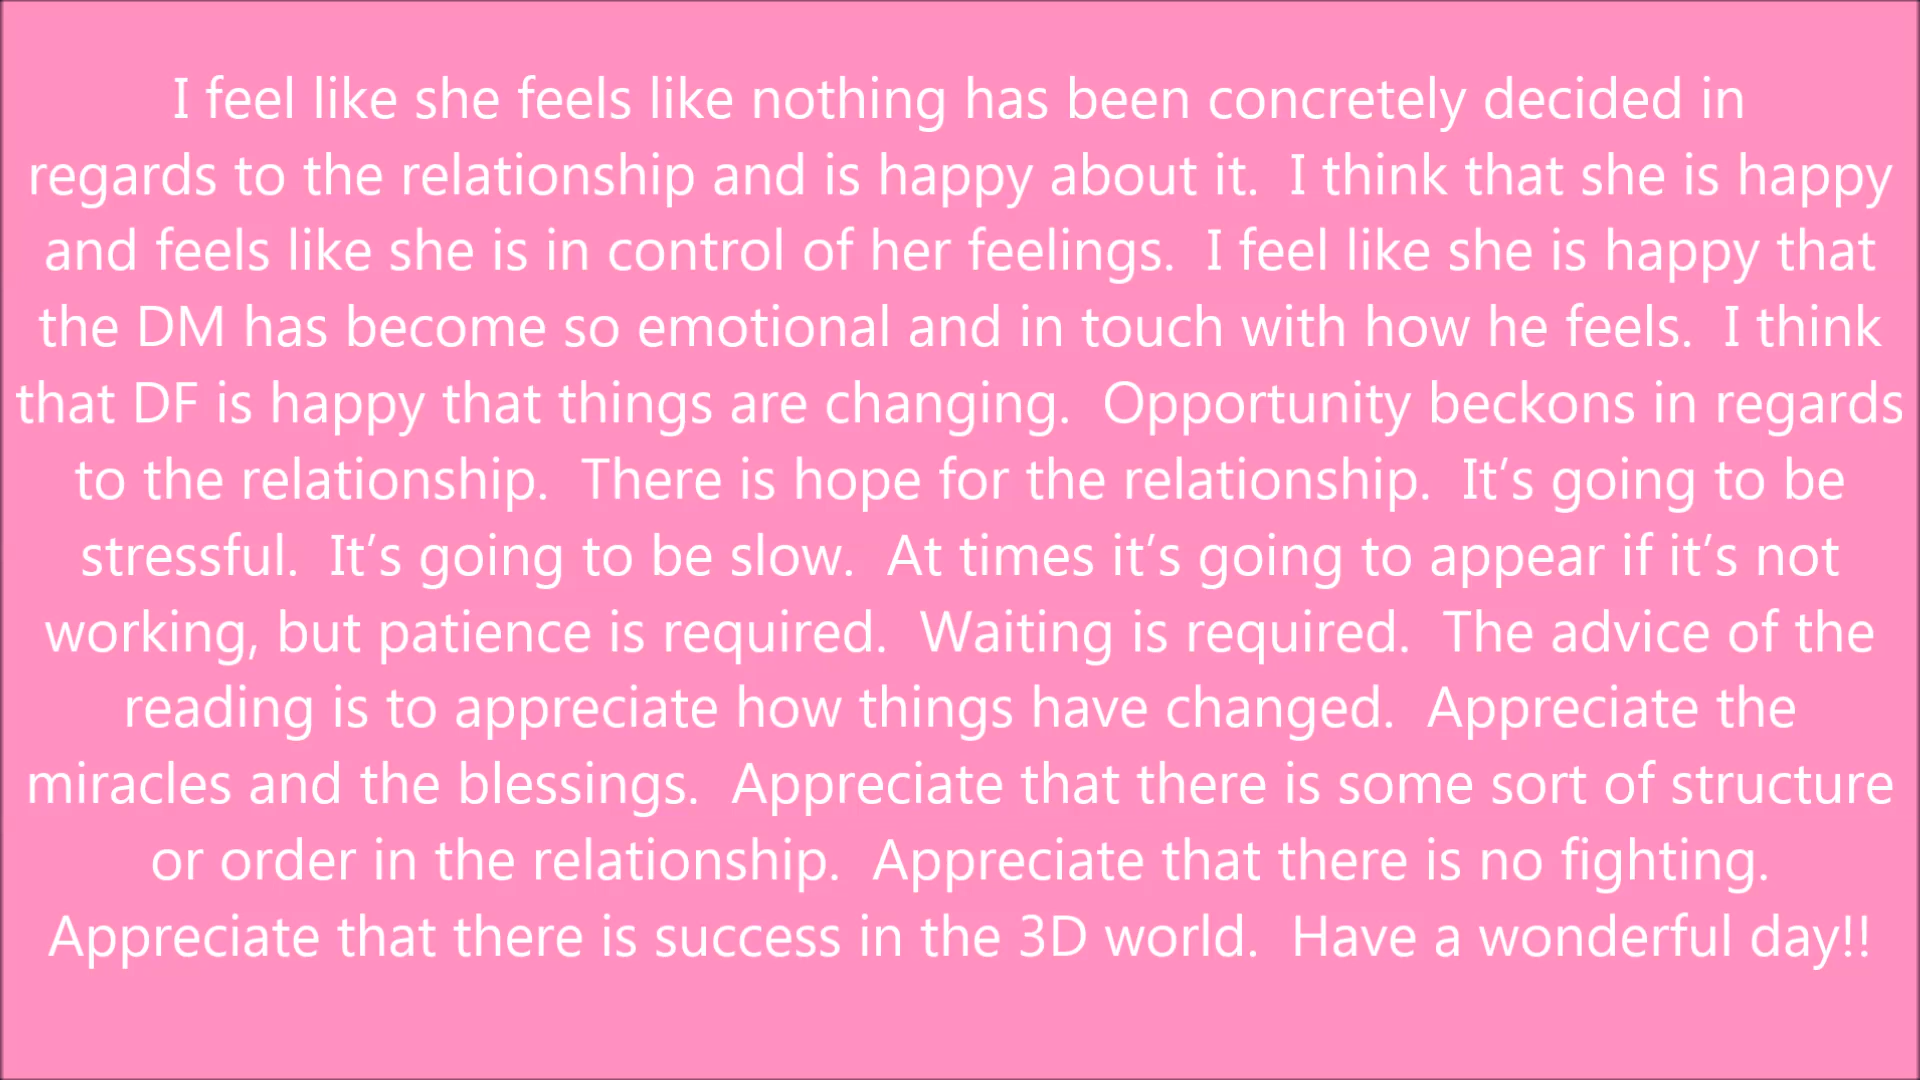 I feel like she feels like nothing has been concretely decided in
regards to the relationship and is happy about it.  I think that she is happy
and feels like she is in control of her feelings.  I feel like she is happy that
the DM has become so emotional and in touch with how he feels.  I think
that DF is happy that things are changing.  Opportunity beckons in regards
to the relationship.  There is hope for the relationship.  It’s going to be
stressful.  It’s going to be slow.  At times it’s going to appear if it’s not
working, but patience is required.  Waiting is required.  The advice of the
reading is to appreciate how things have changed.  Appreciate the
miracles and the blessings.  Appreciate that there is some sort of structure
or order in the relationship.  Appreciate that there is no fighting.
Appreciate that there is success in the 3D world.  Have a wonderful day!!